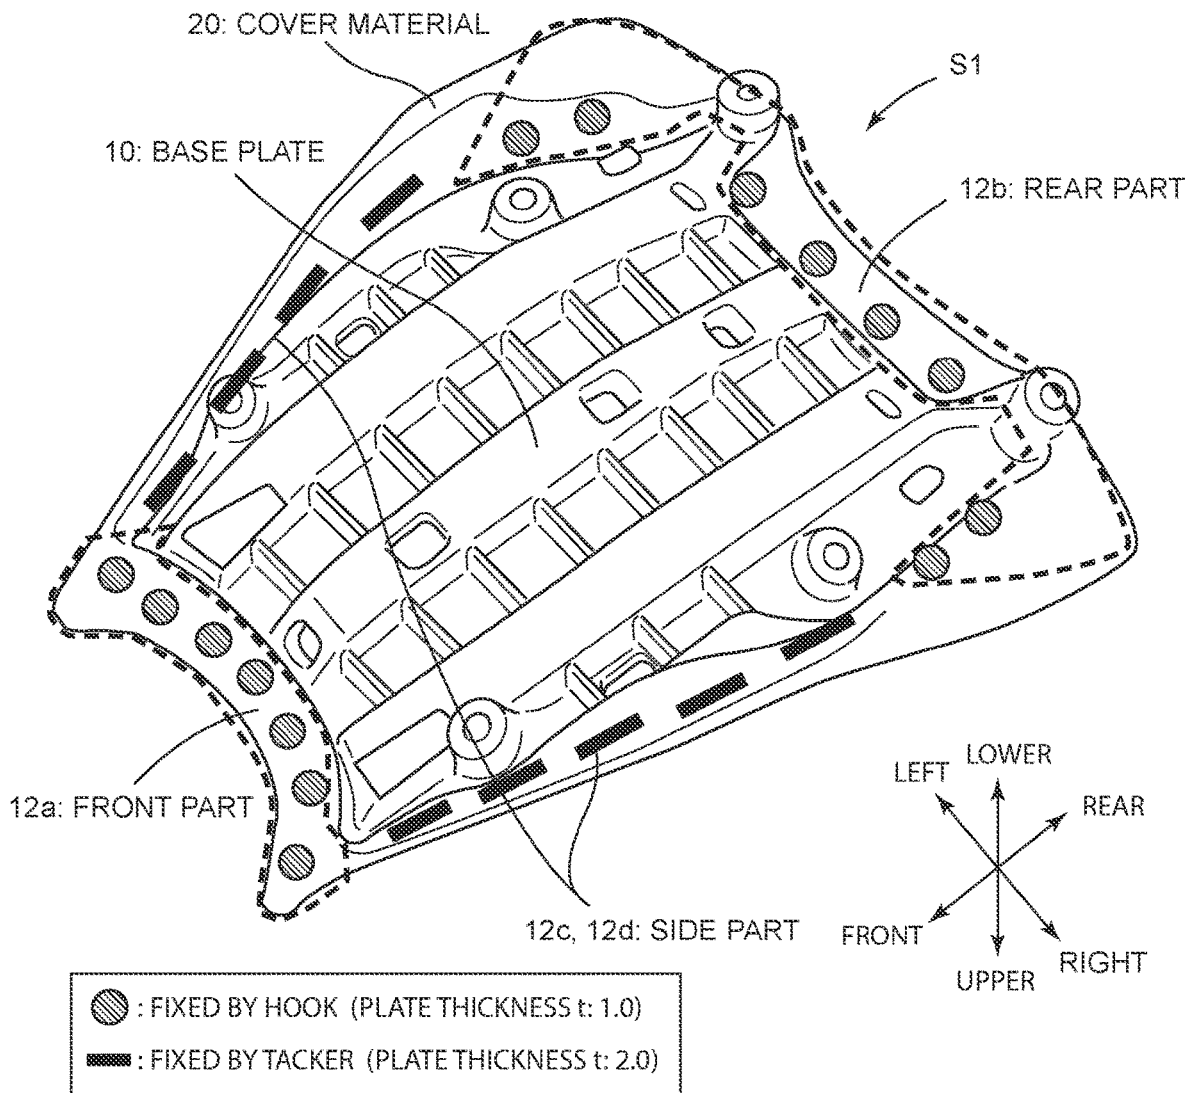 20: COVER MATERIAL
S1
10: BASE PLATE
12b: REAR PART
12a: FRONT PART
12c, 12d: SIDE PART
LEFT
LOWER
REAR
FRONT
UPPER
RIGHT
: FIXED BY HOOK (PLATE THICKNESS t: 1.0)
: FIXED BY TACKER (PLATE THICKNESS t: 2.0)